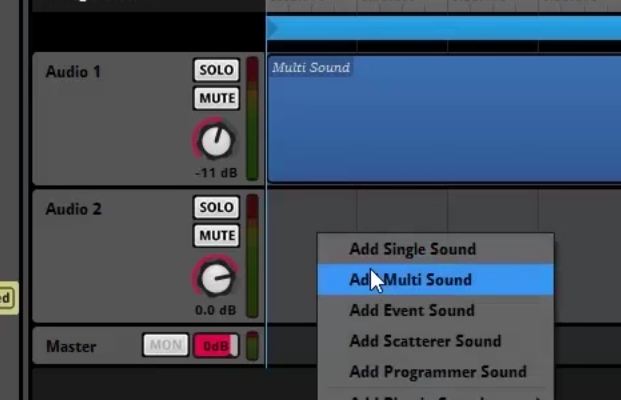 Audio 1
SOLO
MUTE
-11 dB
Multi Sound
Audio 2
SOLO
MUTE
0.0 dB
Master
MON
0dB
ed
Add Single Sound
Add Multi Sound
Add Event Sound
Add Scatterer Sound
Add Programmer Sound